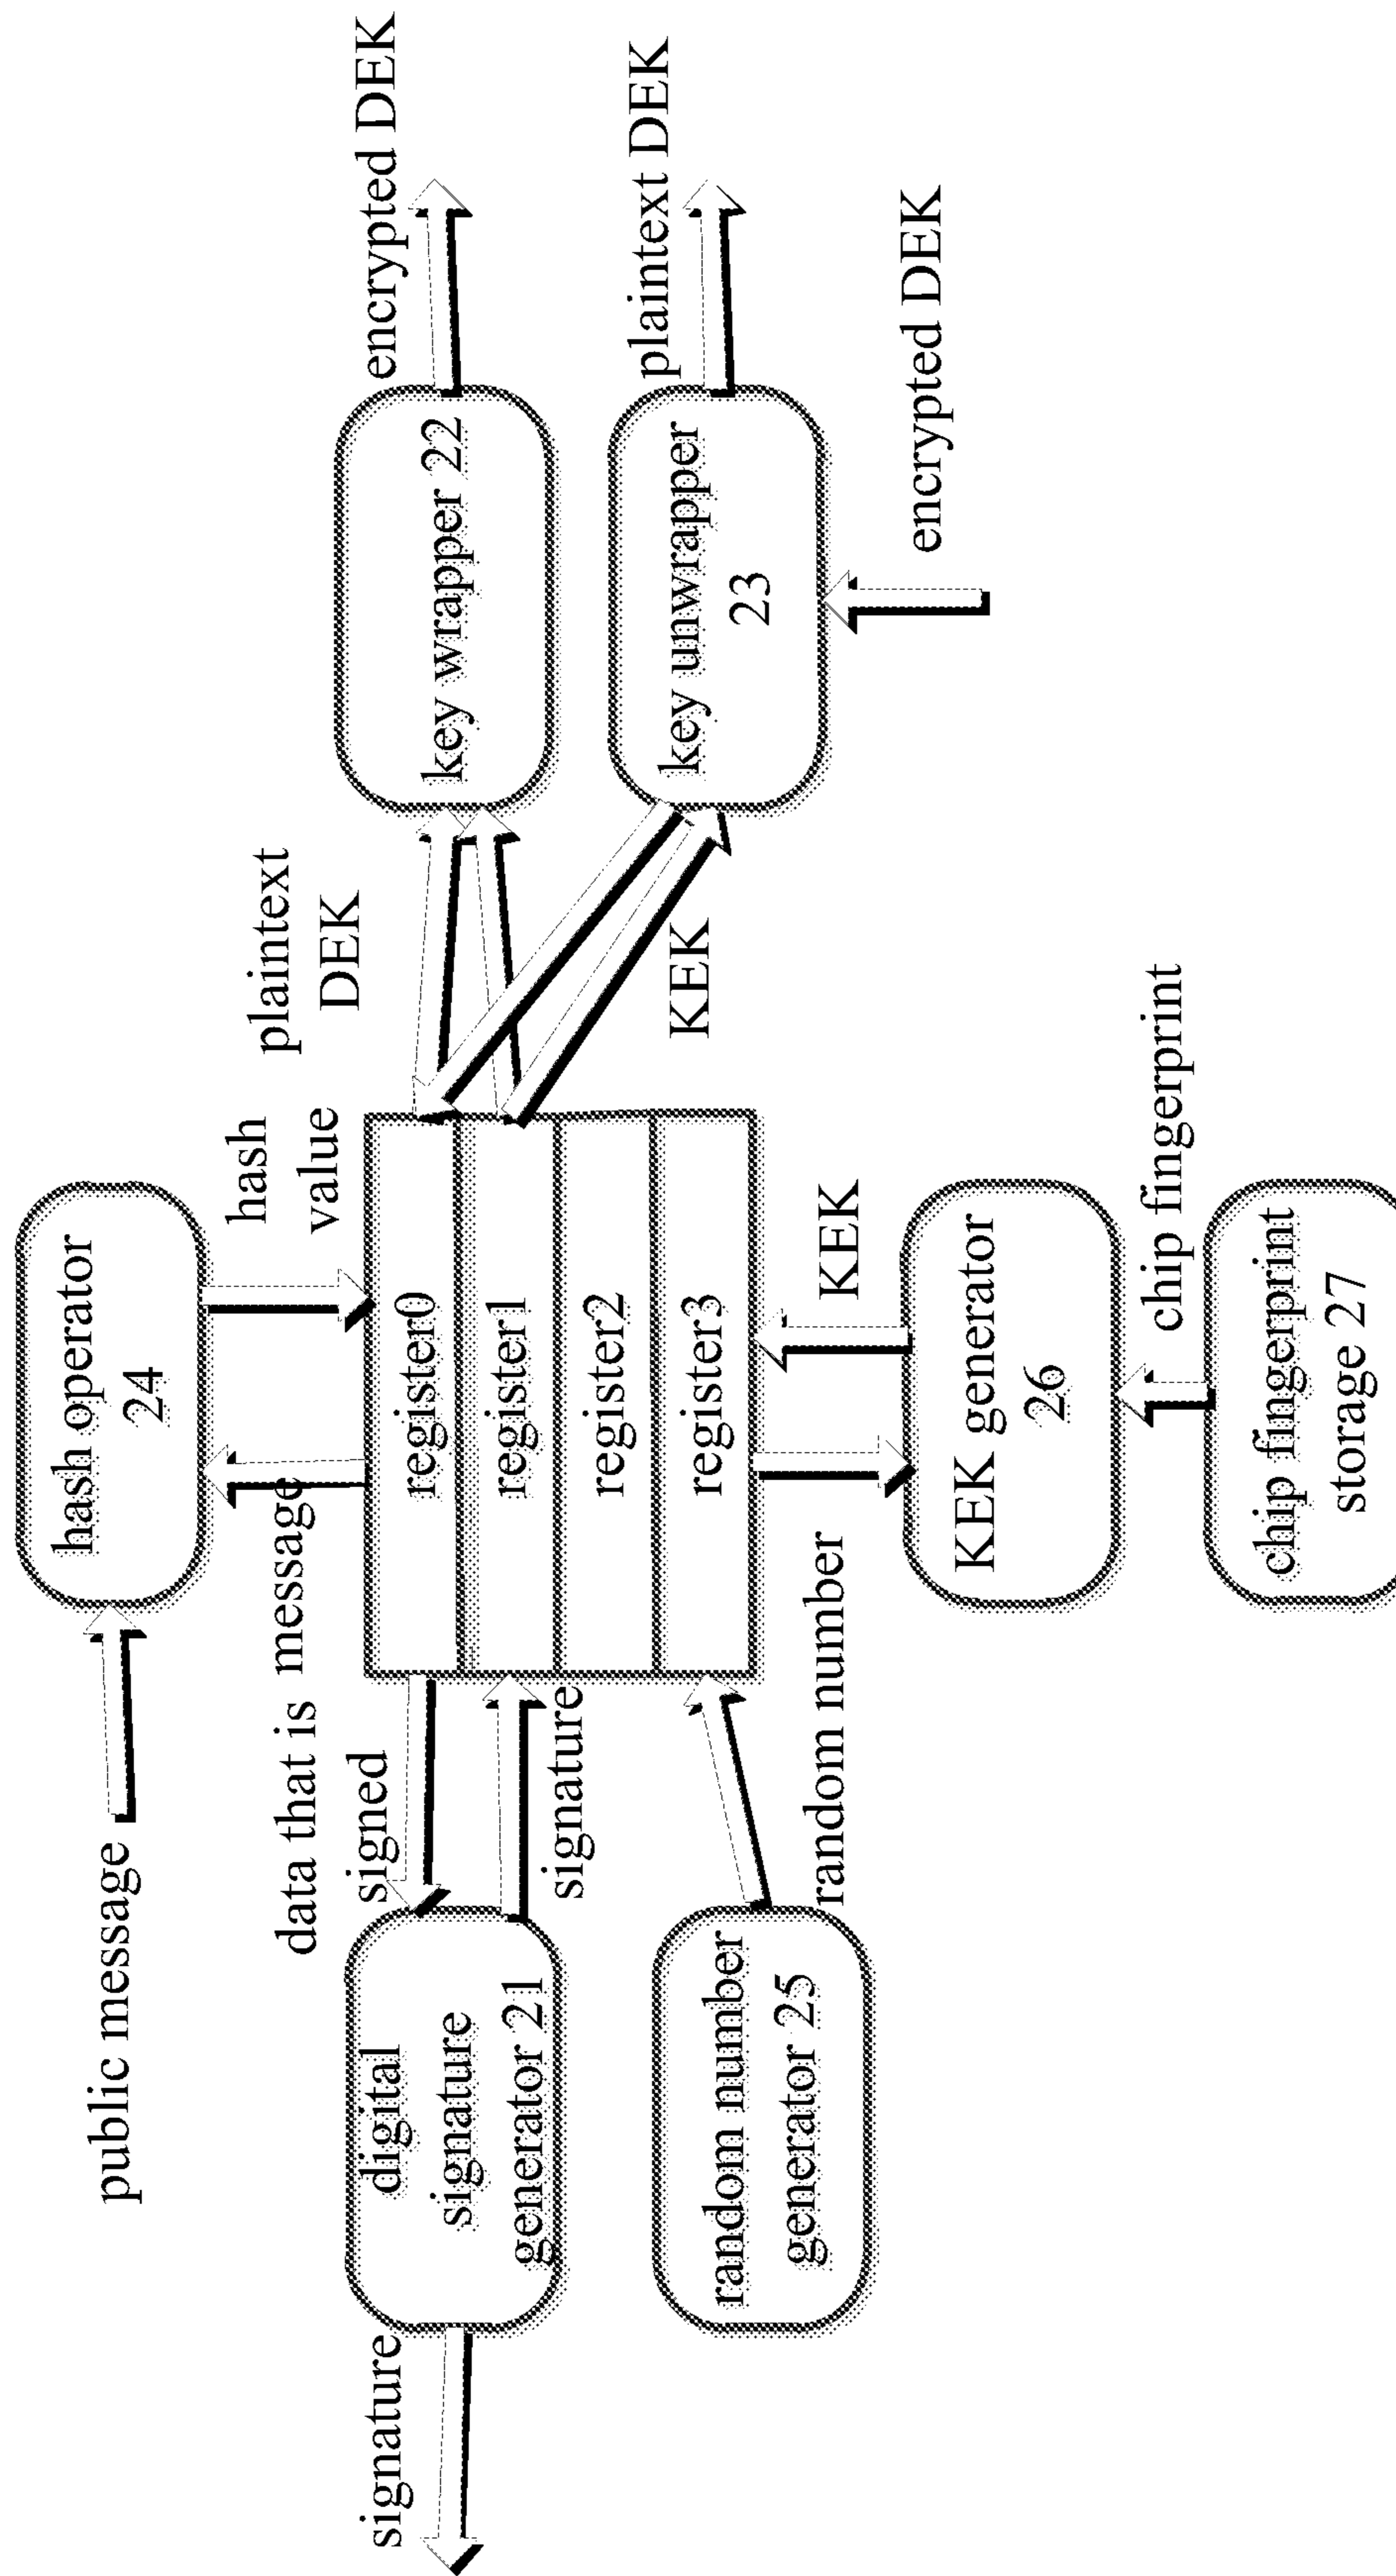 public message
hash operator
24
data that is message
signed
hash
value
plaintext
DEK
signature
digital
signature
generator 21
signature
register0
register1
register2
register3
key wrapper 22
encrypted DEK
KEK
key unwrapper
23
plaintext DEK
encrypted DEK
random number
generator 25
random number
KEK
KEK generator
26
chip fingerprint
chip fingerprint
storage 27